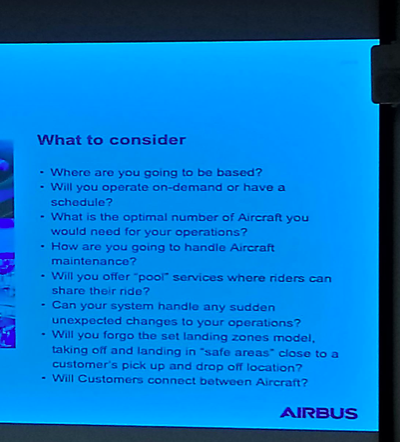 What to consider
• Where are you going to be based?
• Will you operate on-demand or have a
schedule?
• What is the optimal number of Aircraft you
would need for your operations?
• How are you going to handle Aircraft
maintenance?
• Will you offer "pool" services where riders can
share their ride?
• Can your system handle any sudden
unexpected changes to your operations?
• Will you forgo the set landing zones model,
taking off and landing in "safe areas" close to a
customer's pick up and drop off location?
• Will Customers connect between Aircraft?
AIRBUS